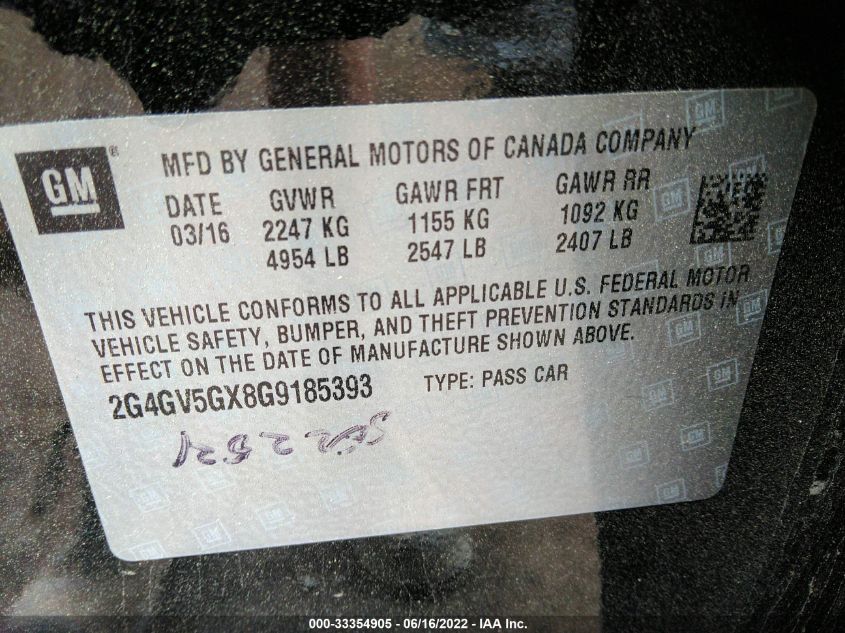 GM ®
MFD BY GENERAL MOTORS OF CANADA COMPANY
DATE GVWR GAWR FRT GAWR RR
03/16 2247 KG 1155 KG 1092 KG
4954 LB 2547 LB 2407 LB
THIS VEHICLE CONFORMS TO ALL APPLICABLE U.S. FEDERAL MOTOR
VEHICLE SAFETY, BUMPER, AND THEFT PREVENTION STANDARDS IN
EFFECT ON THE DATE OF MANUFACTURE SHOWN ABOVE.
2G4GV5GX8G9185393 TYPE: PASS CAR
000-33354905 - 06/16/2022 - IAA Inc.